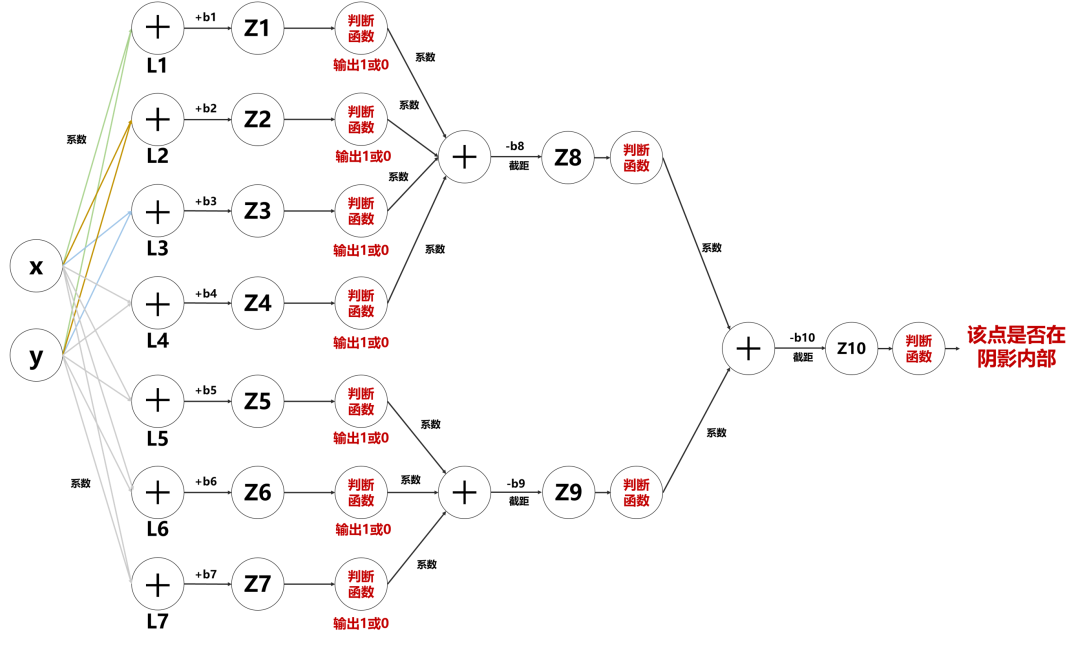 +b1
Z1
判断
函数
L1
输出1或0
系数
系数
+b2
Z2
判断
函数
系数
L2
输出1或0
+
-b8
截距
Z8
判断
函数
系数
+b3
Z3
判断
函数
L3
输出1或0
系数
系数
x
+b4
Z4
判断
函数
L4
输出1或0
y
+
-b10
截距
Z10
判断
函数
该点是否在
阴影内部
+b5
Z5
判断
函数
系数
L5
输出1或0
系数
系数
+b6
Z6
判断
函数
系数
L6
输出1或0
+
-b9
截距
Z9
判断
函数
+b7
Z7
判断
函数
系数
L7
输出1或0